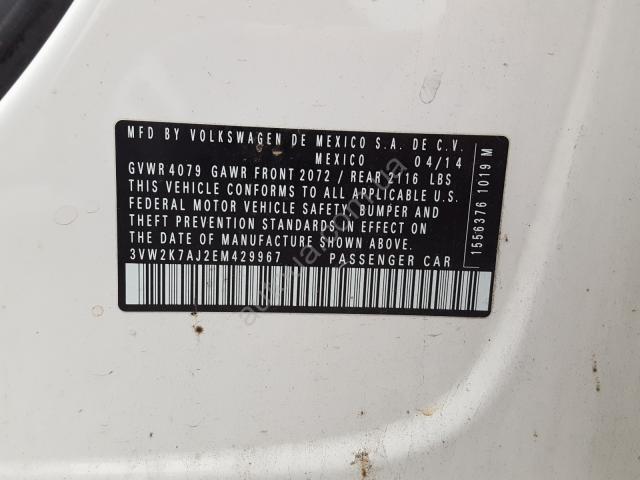 MFD BY VOLKSWAGEN DE MEXICO S.A. DE C.V.
MEXICO 04/14
GVWR 4079 GAWR FRONT 2072 / REAR LBS
THIS VEHICLE CONFORMS TO ALL APPLICABLE U.S.
FEDERAL MOTOR VEHICLE SAFETY, BUMPER AND
THEFT PREVENTION STANDARDS IN EFFECT ON
THE DATE OF MANUFACTURE SHOWN ABOVE
3VW2K7AJ2EM429967 PASSENGER CAR
1556376 1019 M